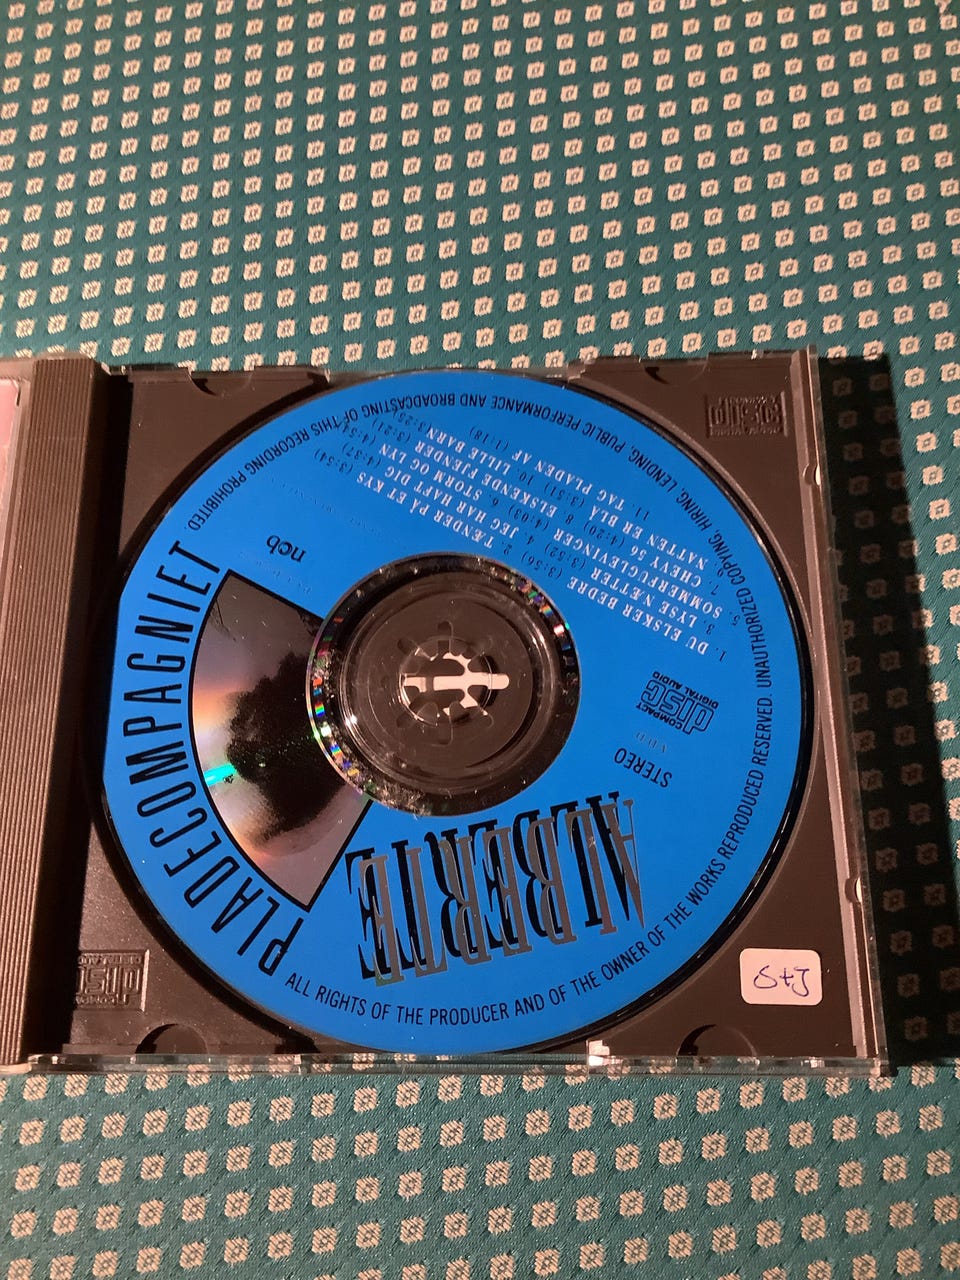 ALBERTE
STEREO
COMPACT
disc
DIGITAL AUDIO
1. DU ELSKER BEDRE (3:56) 2. TÆNDER PÅ ET KYS (3:54)
3. LYSE NÆTTER (3:52) 4. JEG HAR HAFT DIG (4:37)
5. SOMMERFUGLEVINGER (4:03) 6. STORM OG LYN (4:54)
7. CHEVY 56 (4:20) 8. ELSKENDE FJENDER (3:21)
9. NATTEN ER BLÅ (3:51) 10. LILLE BARN (3:25)
11. TAG PLADEN AF (1:18)
ncb
PLADECOMPAGNIET
ALL RIGHTS OF THE PRODUCER AND OF THE OWNER OF THE WORKS REPRODUCED RESERVED. UNAUTHORIZED COPYING, HIRING, LENDING, PUBLIC PERFORMANCE AND BROADCASTING OF THIS RECORDING PROHIBITED
S+J